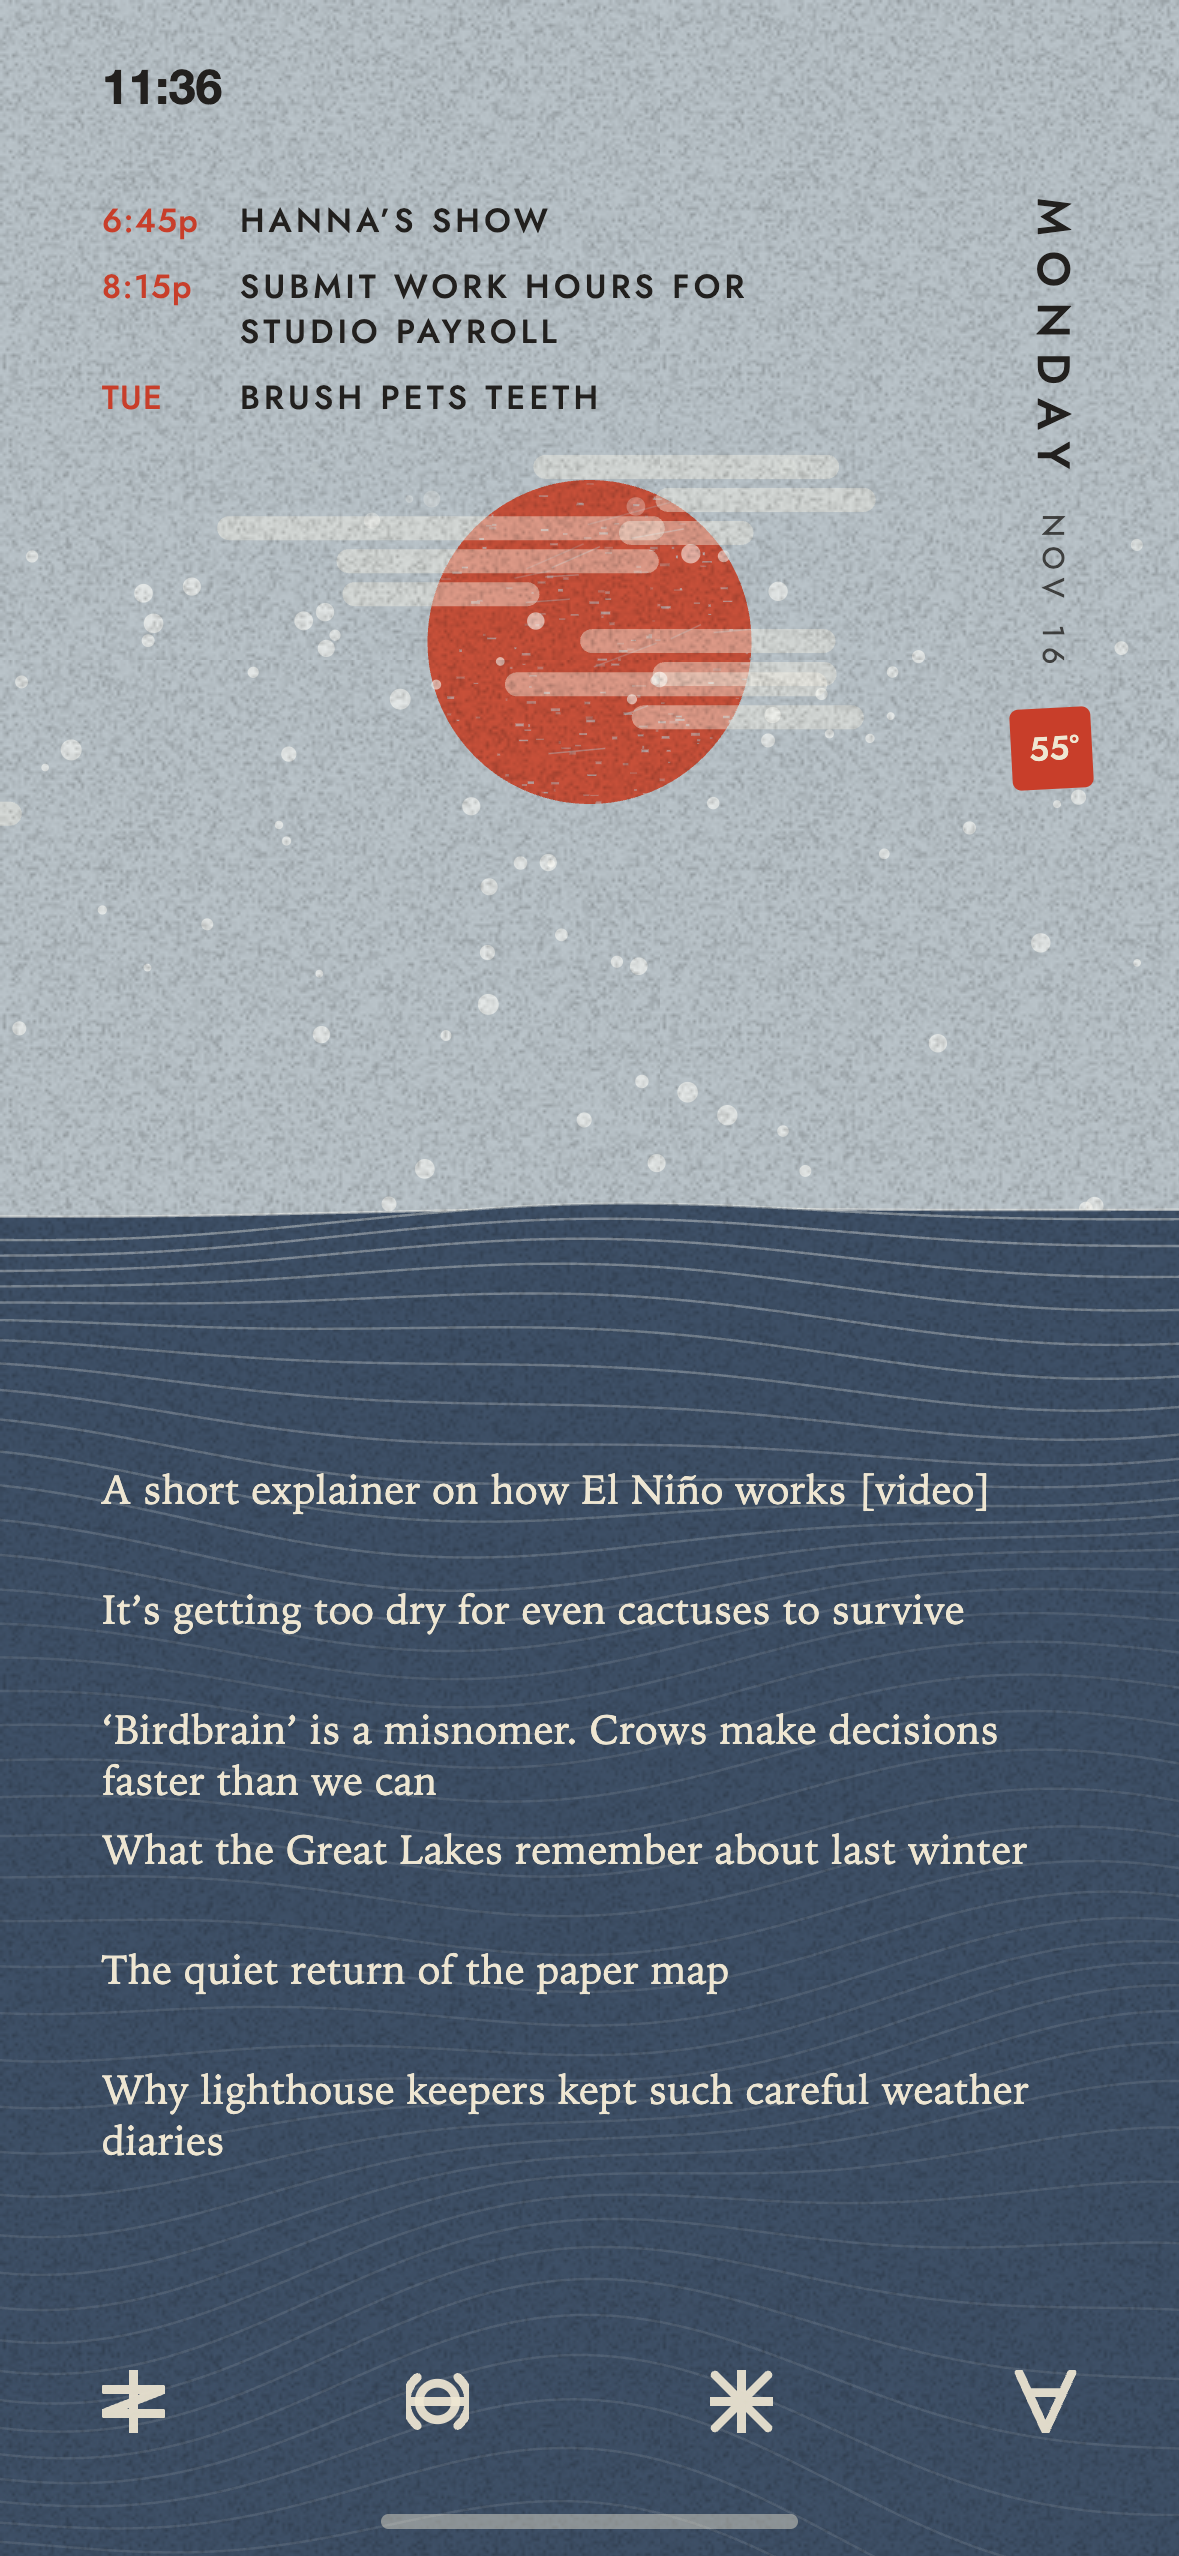 11:36
6:45p HANNA’S SHOW
8:15p SUBMIT WORK HOURS FOR
STUDIO PAYROLL
TUE BRUSH PETS TEETH
MONDAY NOV 16
55°
A short explainer on how El Niño works [video]
It’s getting too dry for even cactuses to survive
‘Birdbrain’ is a misnomer. Crows make decisions
faster than we can
What the Great Lakes remember about last winter
The quiet return of the paper map
Why lighthouse keepers kept such careful weather
diaries